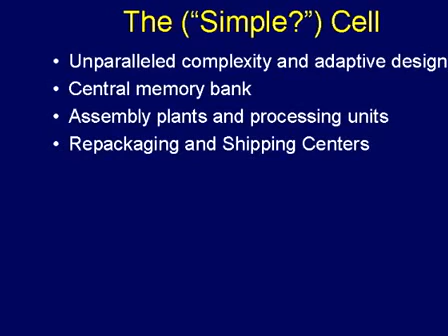 The (“Simple?”) Cell
• Unparalleled complexity and adaptive design
• Central memory bank
• Assembly plants and processing units
• Repackaging and Shipping Centers